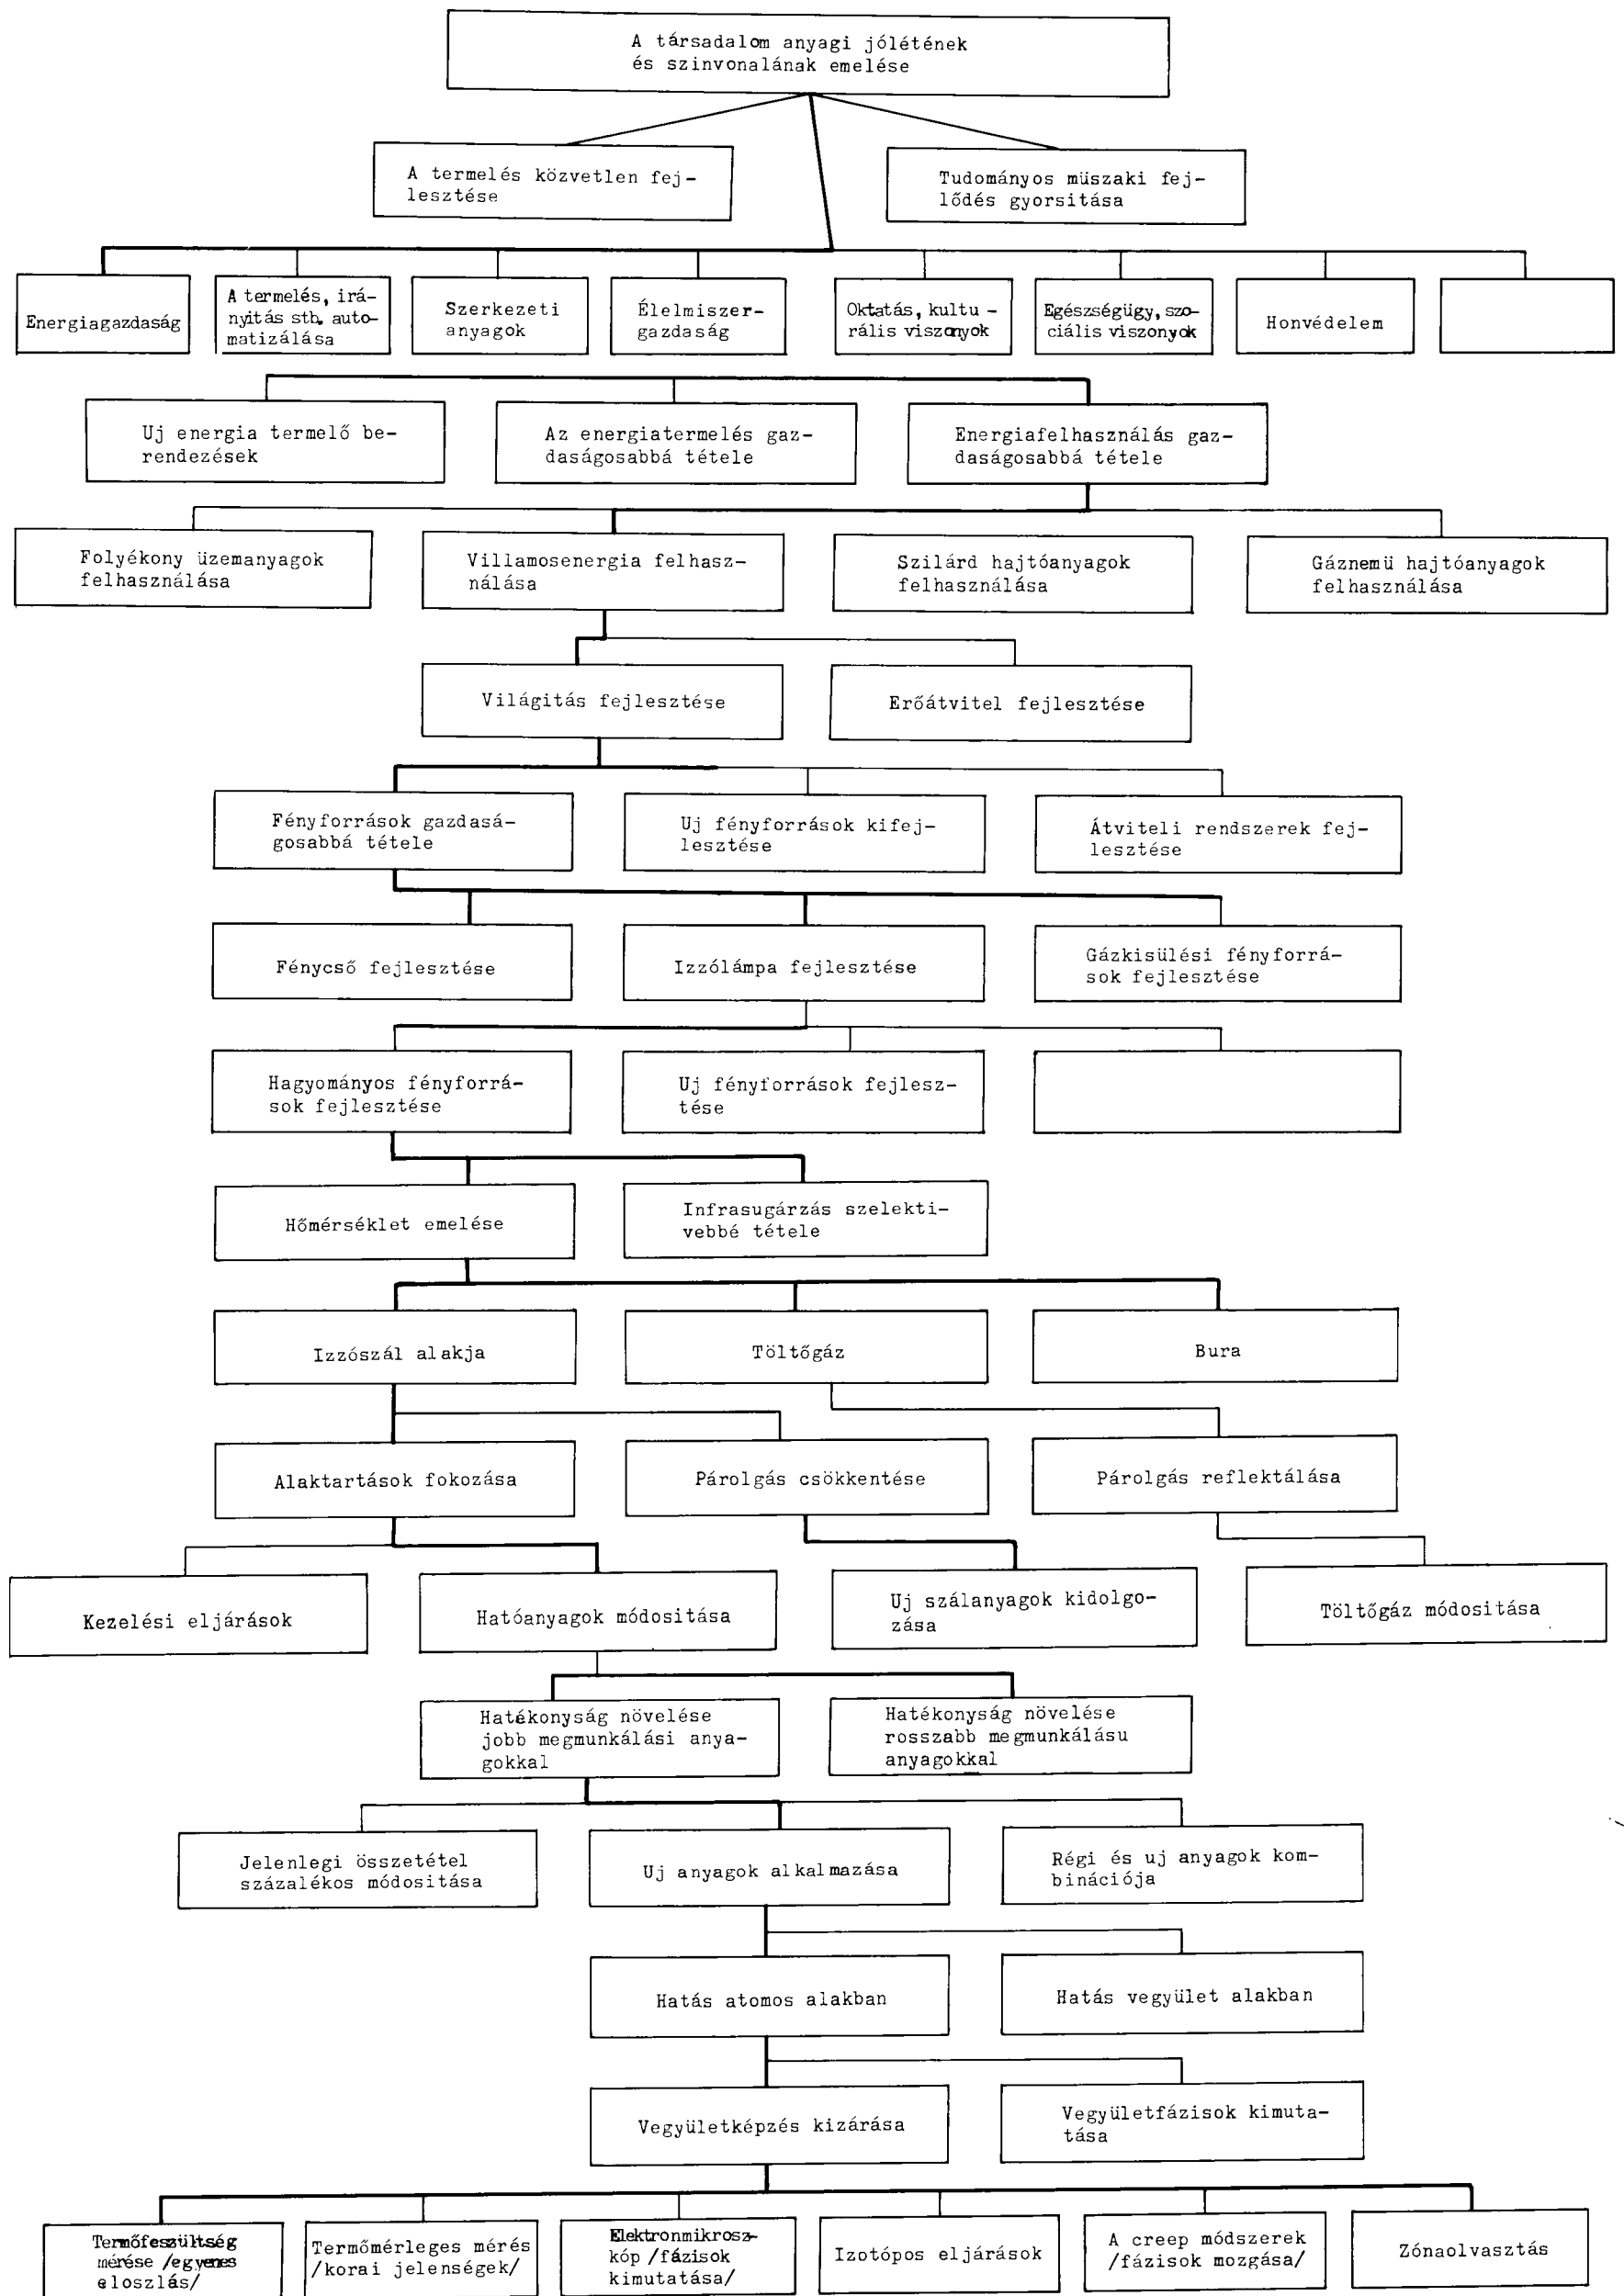 A társadalom anyagi jólétének
és szinvonalának emelése
A termelés közvetlen fej-
lesztése
Tudományos müszaki fej-
lődés gyorsitása
Energiagazdaság
A termelés, irá-
nyitás stb. auto-
matizálása
Szerkezeti
anyagok
Élelmiszer-
gazdaság
Oktatás, kultu-
rális viszonyok
Egészségügy, szo-
ciális viszonyok
Honvédelem
Uj energia termelő be-
rendezések
Az energiatermelés gaz-
daságosabbá tétele
Energiafelhasználás gaz-
daságosabbá tétele
Folyékony üzemanyagok
felhasználása
Villamosenergia felhasz-
nálása
Szilárd hajtóanyagok
felhasználása
Gáznemü hajtóanyagok
felhasználása
Világitás fejlesztése
Erőátvitel fejlesztése
Fényforrások gazdasá-
gosabbá tétele
Uj fényforrások kifej-
lesztése
Átviteli rendszerek fej-
lesztése
Fénycső fejlesztése
Izzólámpa fejlesztése
Gázkisülési fényforrá-
sok fejlesztése
Hagyományos fényforrá-
sok fejlesztése
Uj fényforrások fejlesz-
tése
Hőmérséklet emelése
Infrasugárzás szelekti-
vebbé tétele
Izzószál alakja
Töltőgáz
Bura
Alaktartások fokozása
Párolgás csökkentése
Párolgás reflektálása
Kezelési eljárások
Hatóanyagok módositása
Uj szálanyagok kidolgo-
zása
Töltőgáz módositása
Hatékonyság növelése
jobb megmunkálási anya-
gokkal
Hatékonyság növelése
rosszabb megmunkálásu
anyagokkal
Jelenlegi összetétel
százalékos módositása
Uj anyagok alkalmazása
Régi és uj anyagok kom-
binációja
Hatás atomos alakban
Hatás vegyület alakban
Vegyületképzés kizárása
Vegyületfázisok kimuta-
tása
Termőfeszültség
mérése /egyenes
eloszlás/
Termőmérleges mérés
/korai jelenségek/
Elektronmikrosz-
kóp /fázisok
kimutatása/
Izotópos eljárások
A creep módszerek
/fázisok mozgása/
Zónaolvasztás